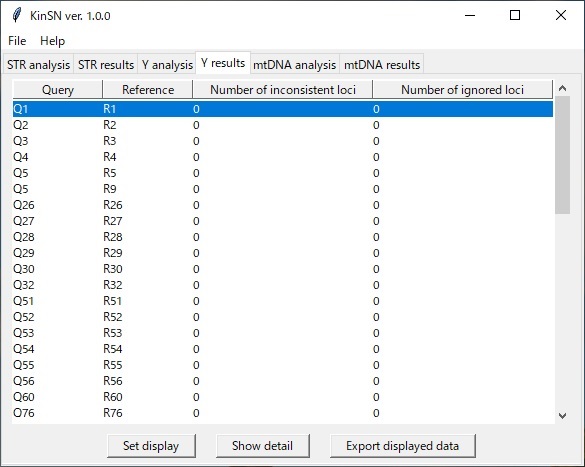 KinSN ver. 1.0.0
File Help
STR analysis STR results Y analysis Y results mtDNA analysis mtDNA results
Query Reference Number of inconsistent loci Number of ignored loci
Q1 R1 0 0
Q2 R2 0 0
Q3 R3 0 0
Q4 R4 0 0
Q5 R5 0 0
Q5 R9 0 0
Q26 R26 0 0
Q27 R27 0 0
Q28 R28 0 0
Q29 R29 0 0
Q30 R30 0 0
Q32 R32 0 0
Q51 R51 0 0
Q52 R52 0 0
Q53 R53 0 0
Q54 R54 0 0
Q55 R55 0 0
Q56 R56 0 0
Q60 R60 0 0
Q76 R76 0 0
Set display Show detail Export displayed data